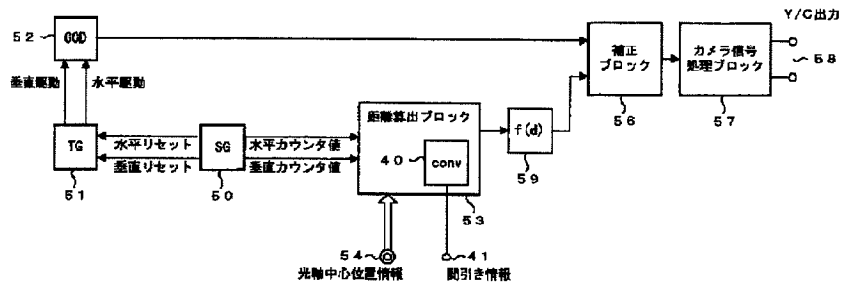 Y/C出力
52
CCD
補正
ブロック
カメラ信号
処理ブロック
58
垂直駆動
水平駆動
56
57
距離算出ブロック
f(d)
TG
水平リセット
垂直リセット
SG
水平カウンタ値
垂直カウンタ値
40
conv
59
51
50
53
54
41
光軸中心位置情報
間引き情報